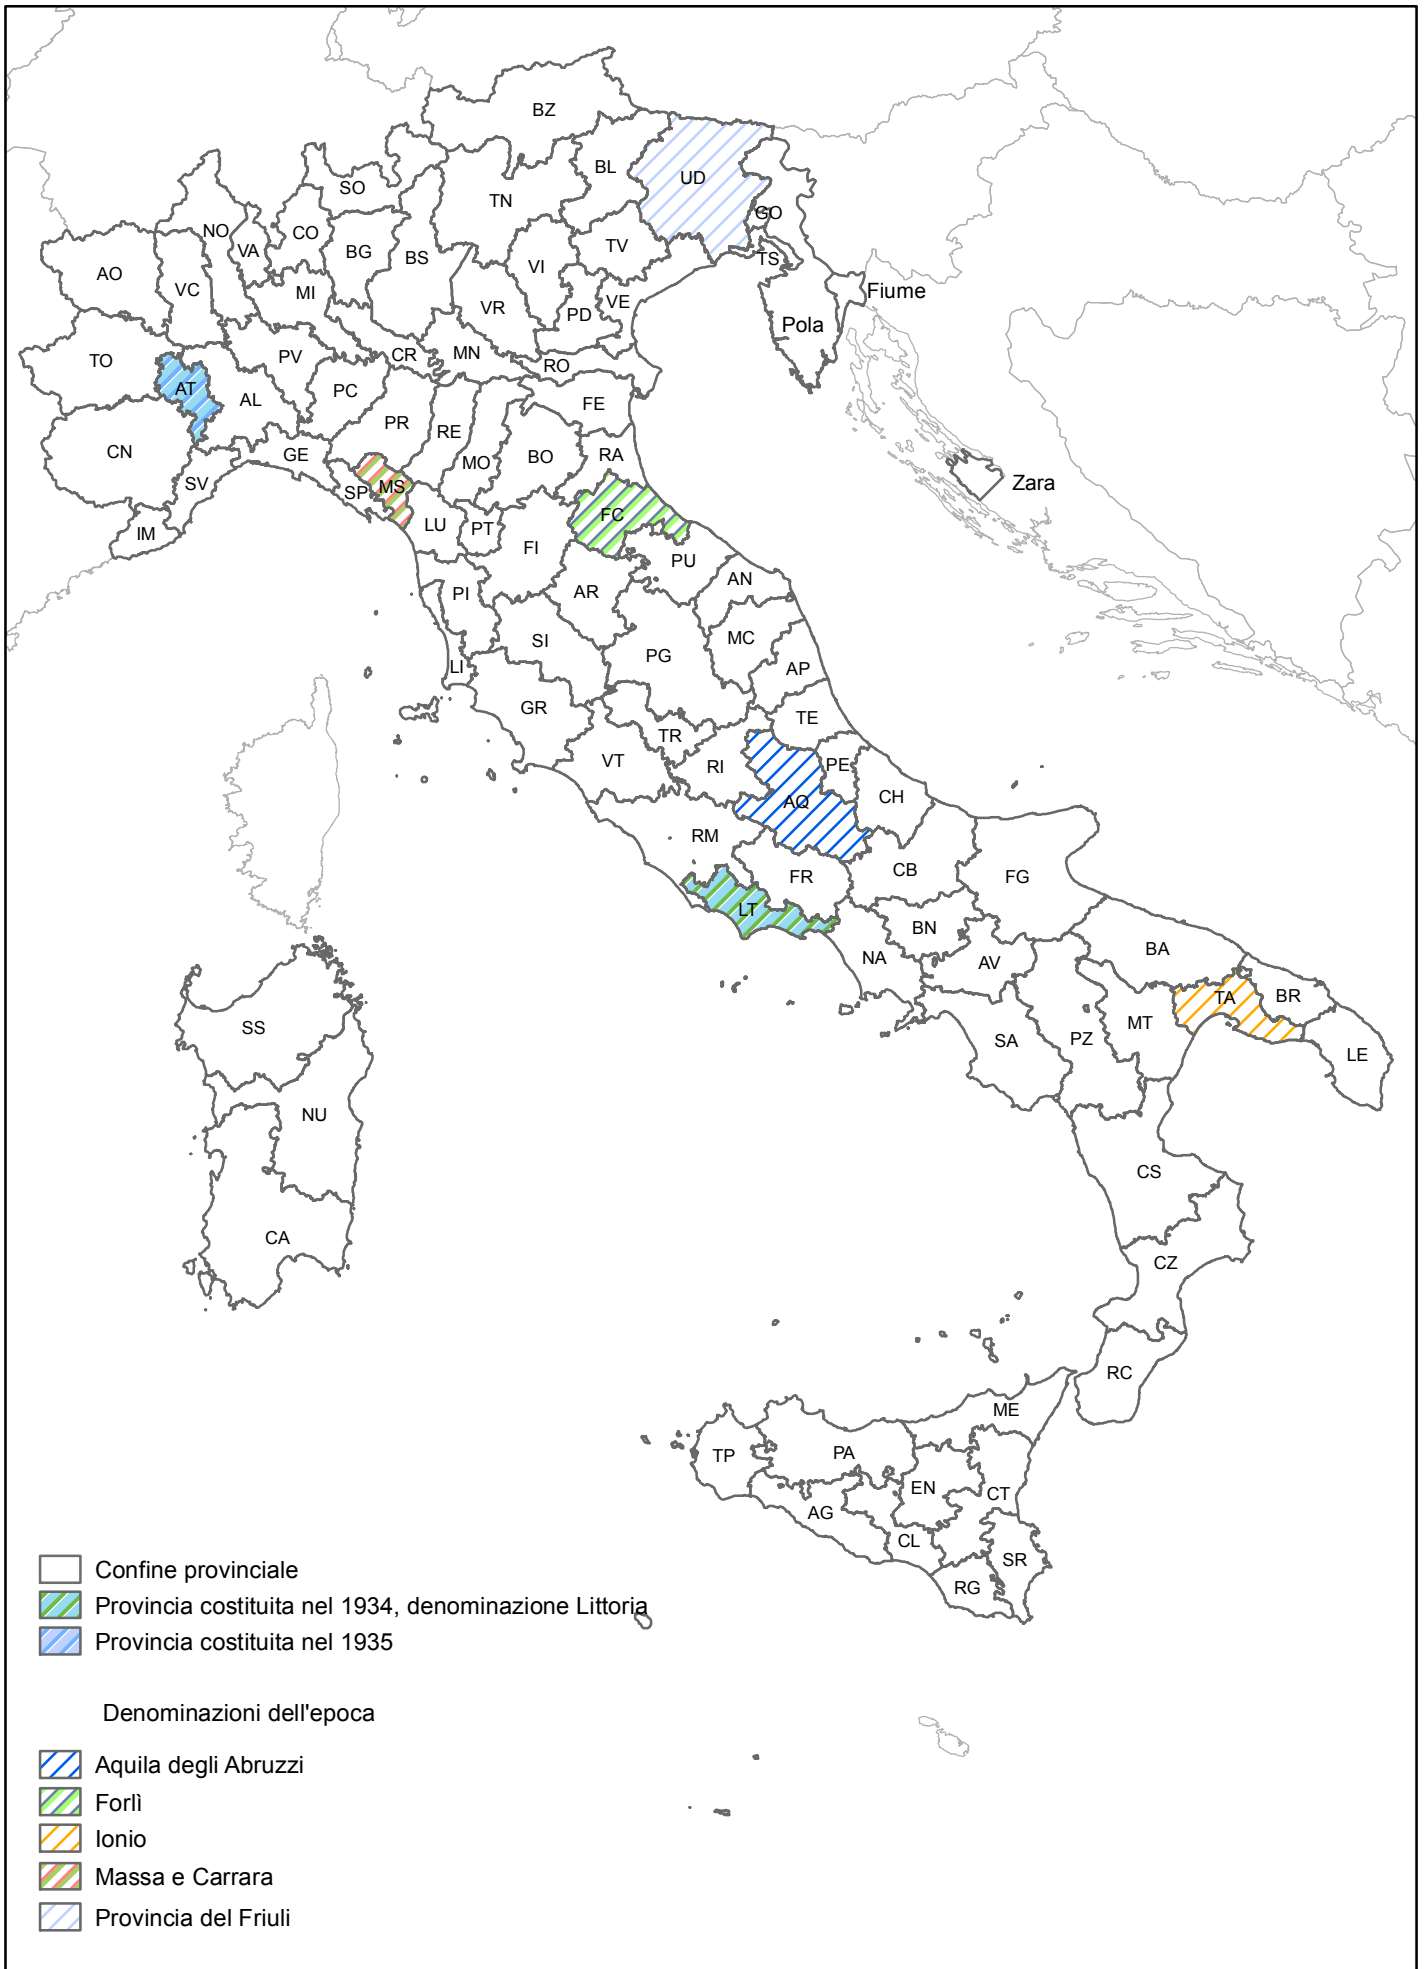 BZ
BL
UD
SO
TN
GO
NO
CO
VA
BG
TV
BS
VI
TS
AO
VC
MI
VR
PD
VE
Fiume
Pola
TO
PV
CR
MN
RO
AT
AL
PC
FE
PR
RE
CN
GE
MO
BO
RA
SV
SP
MS
Zara
IM
LU
PT
FC
FI
PU
AN
PI
AR
SI
MC
PG
LI
AP
GR
TE
TR
VT
RI
PE
CH
AQ
RM
CB
FR
FG
LT
BN
NA
AV
BA
TA
BR
SS
MT
SA
PZ
LE
NU
CS
CA
CZ
RC
ME
TP
PA
EN
CT
AG
CL
SR
RG
Confine provinciale
Provincia costituita nel 1934, denominazione Littoria
Provincia costituita nel 1935
Denominazioni dell'epoca
Aquila degli Abruzzi
Forlì
Ionio
Massa e Carrara
Provincia del Friuli